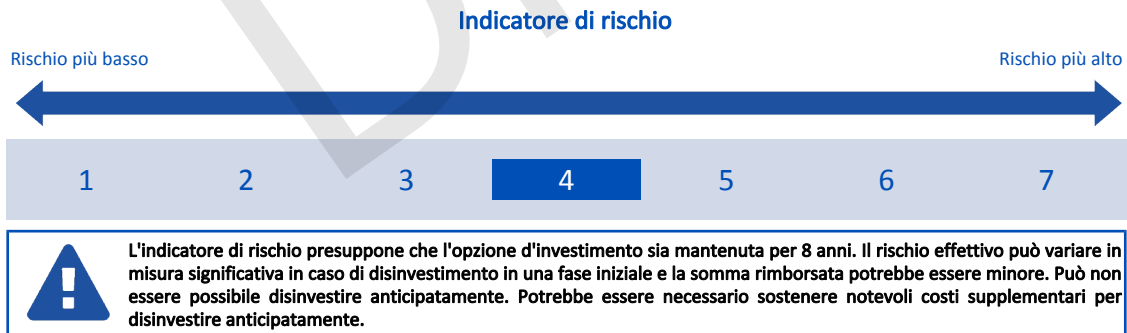 Indicatore di rischio
Rischio più basso Rischio più alto
1 2 3 4 5 6 7
L'indicatore di rischio presuppone che l'opzione d'investimento sia mantenuta per 8 anni. Il rischio effettivo può variare in
misura significativa in caso di disinvestimento in una fase iniziale e la somma rimborsata potrebbe essere minore. Può non
essere possibile disinvestire anticipatamente. Potrebbe essere necessario sostenere notevoli costi supplementari per
disinvestire anticipatamente.